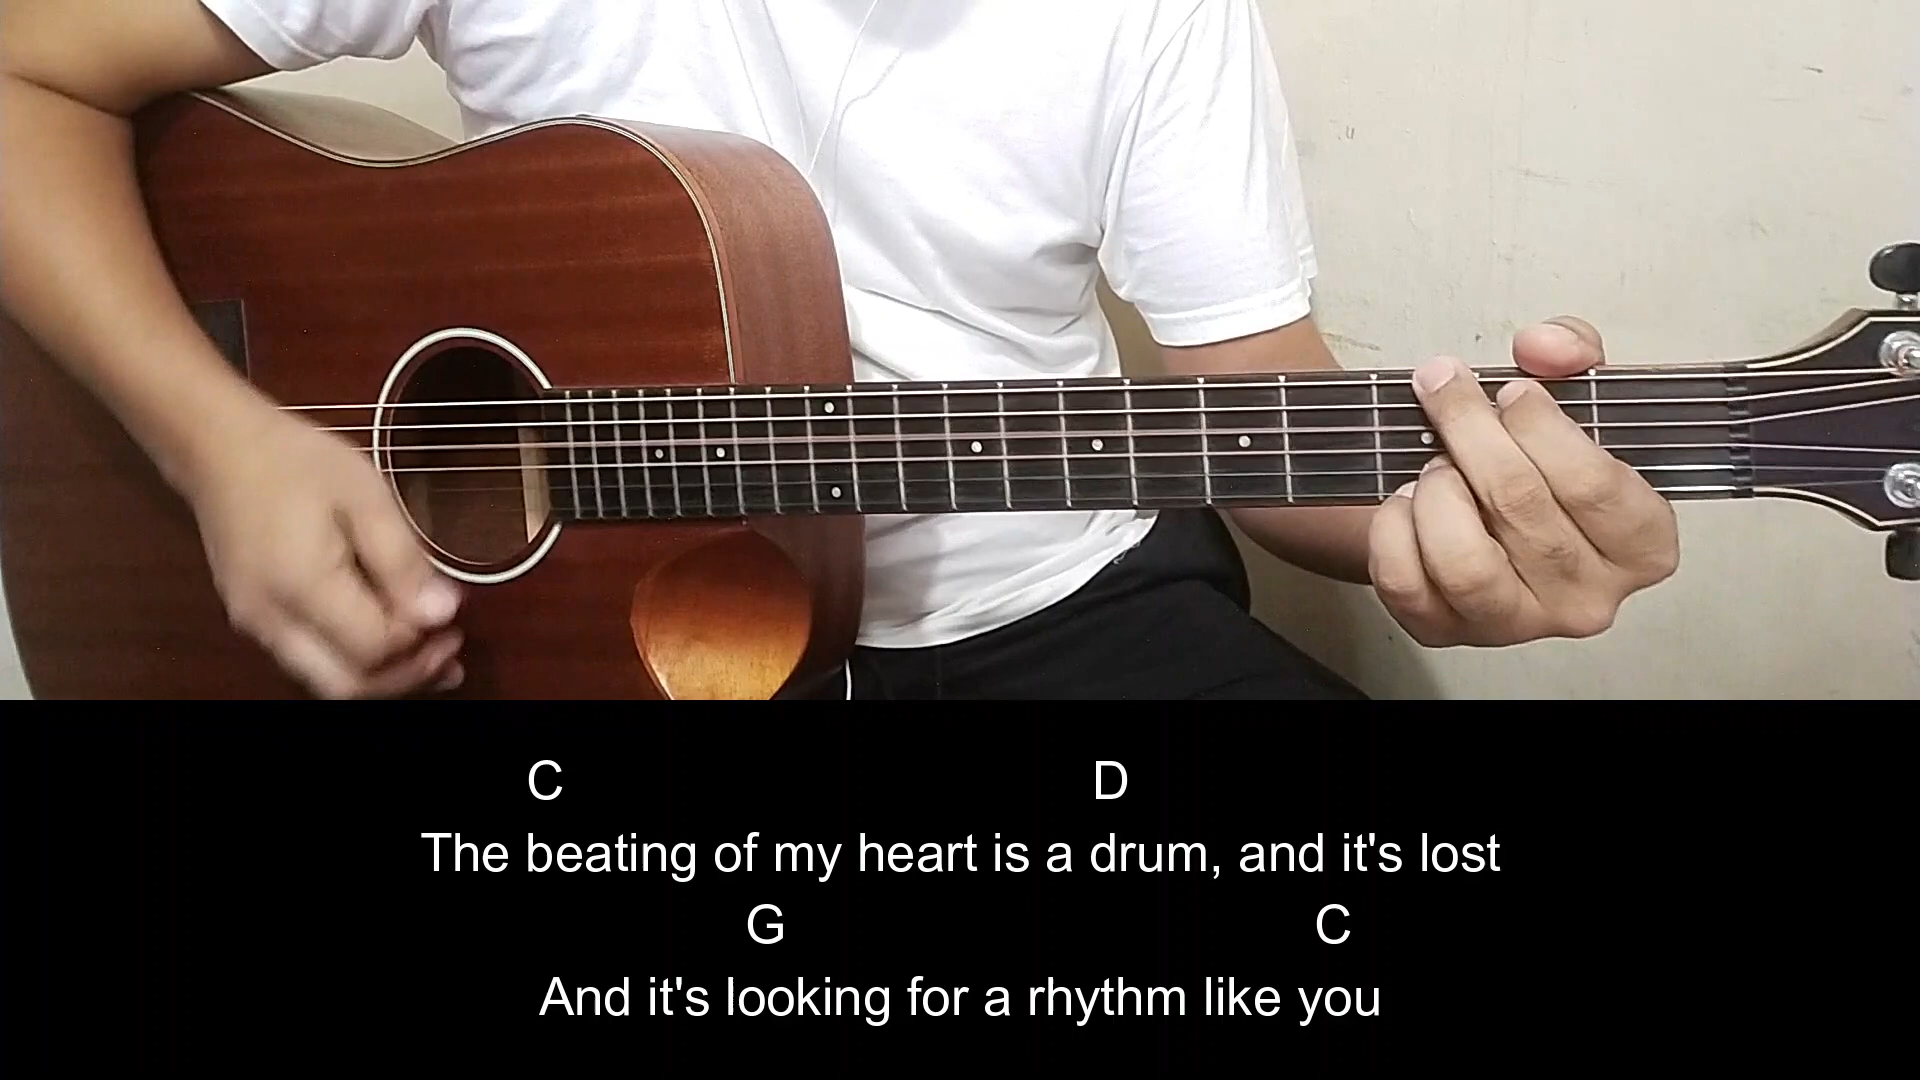 C D
The beating of my heart is a drum, and it's lost
G C
And it's looking for a rhythm like you